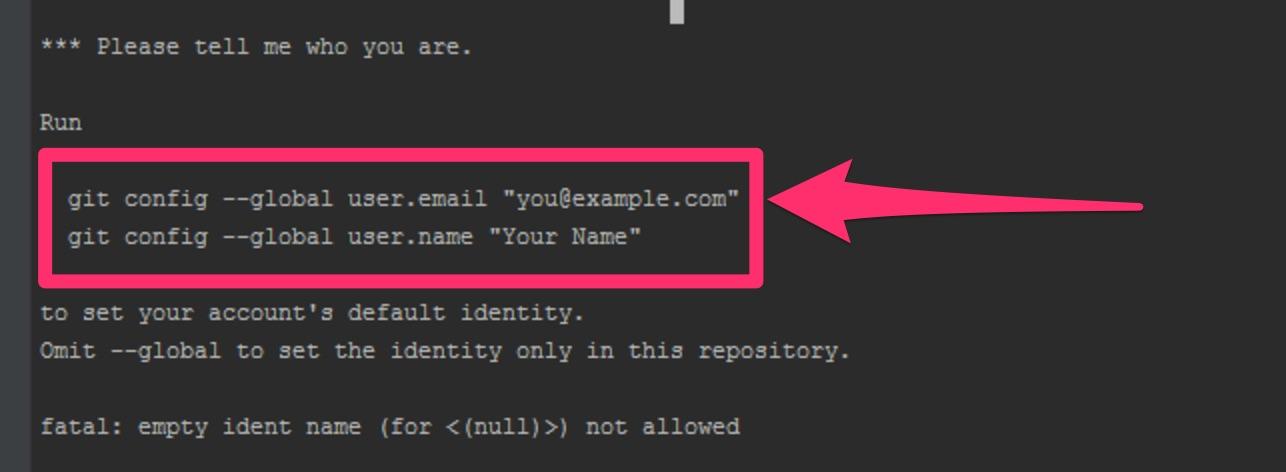 *** Please tell me who you are.
Run
git config --global user.email "you@example.com"
git config --global user.name "Your Name"
to set your account's default identity.
Omit --global to set the identity only in this repository.
fatal: empty ident name (for <(null)>) not allowed